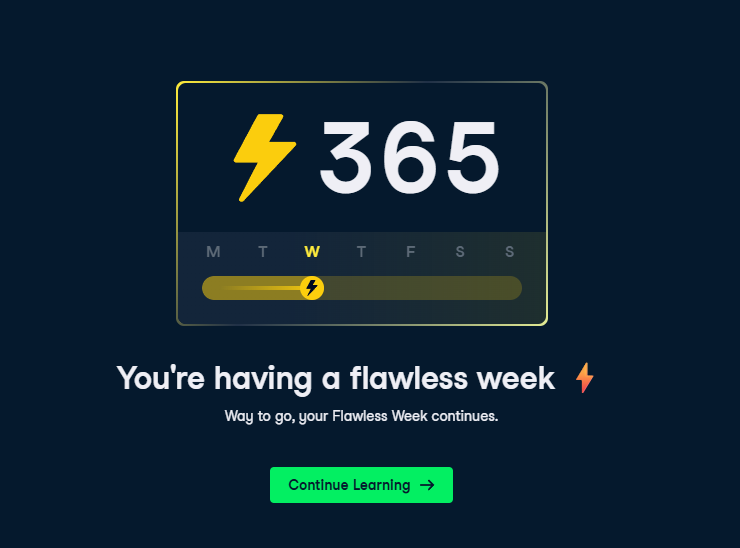 365
M T W T F S S
You're having a flawless week
Way to go, your Flawless Week continues.
Continue Learning